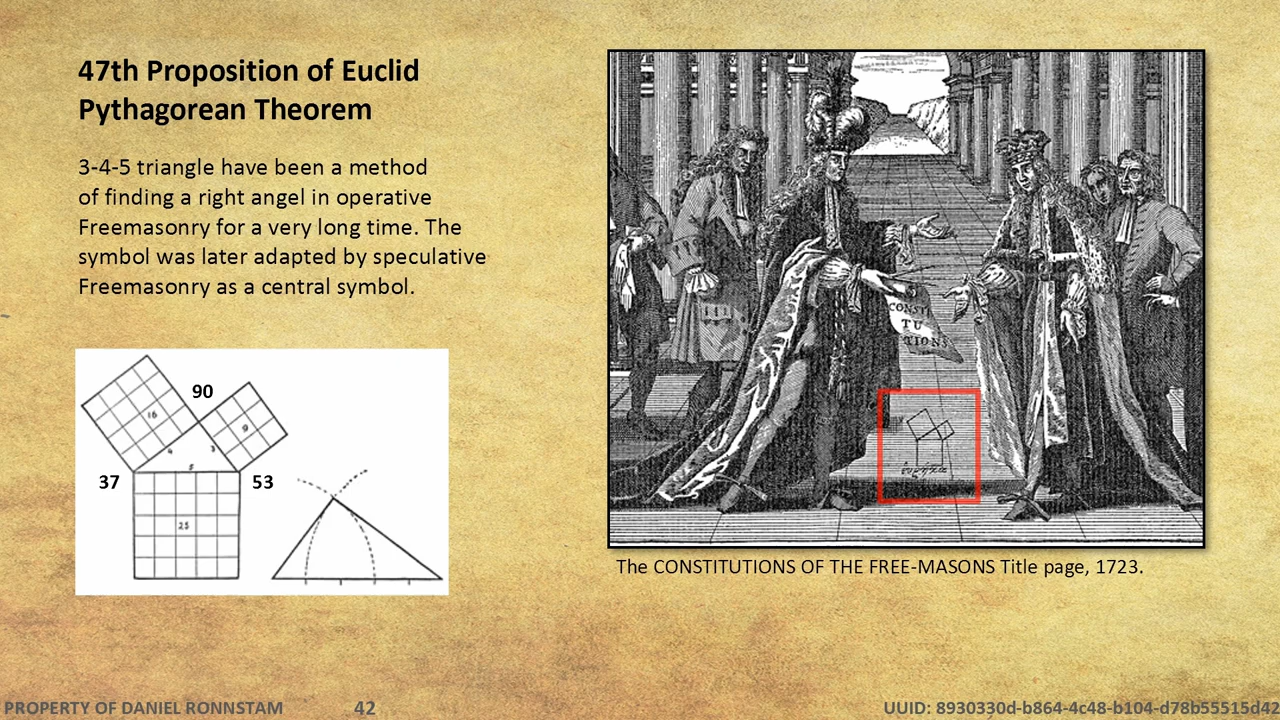 47th Proposition of Euclid
Pythagorean Theorem
3-4-5 triangle have been a method
of finding a right angel in operative
Freemasonry for a very long time. The
symbol was later adapted by speculative
Freemasonry as a central symbol.
90
16
9
4
3
5
37
53
25
CONSTI
TU
TIONS
The CONSTITUTIONS OF THE FREE-MASONS Title page, 1723.
PROPERTY OF DANIEL RONNSTAM
42
UUID: 8930330d-b864-4c48-b104-d78b55515d42